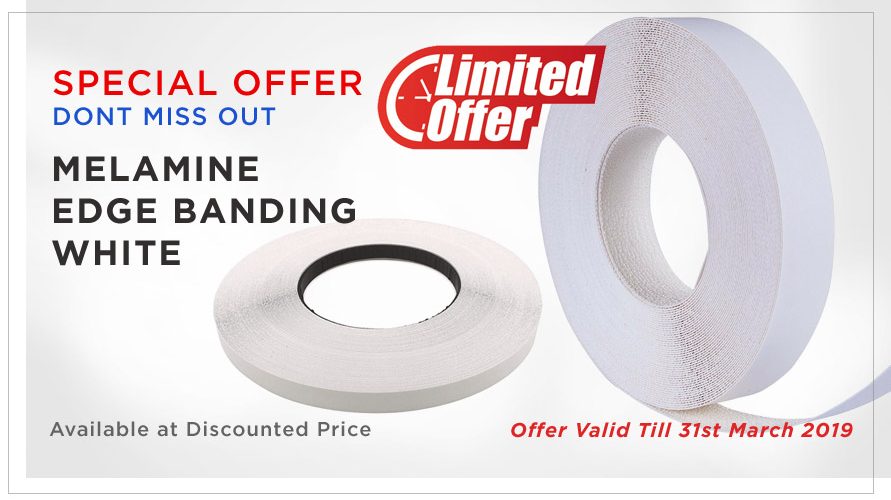 SPECIAL OFFER
DONT MISS OUT
Limited
Offer
MELAMINE
EDGE BANDING
WHITE
Available at Discounted Price
Offer Valid Till 31st March 2019